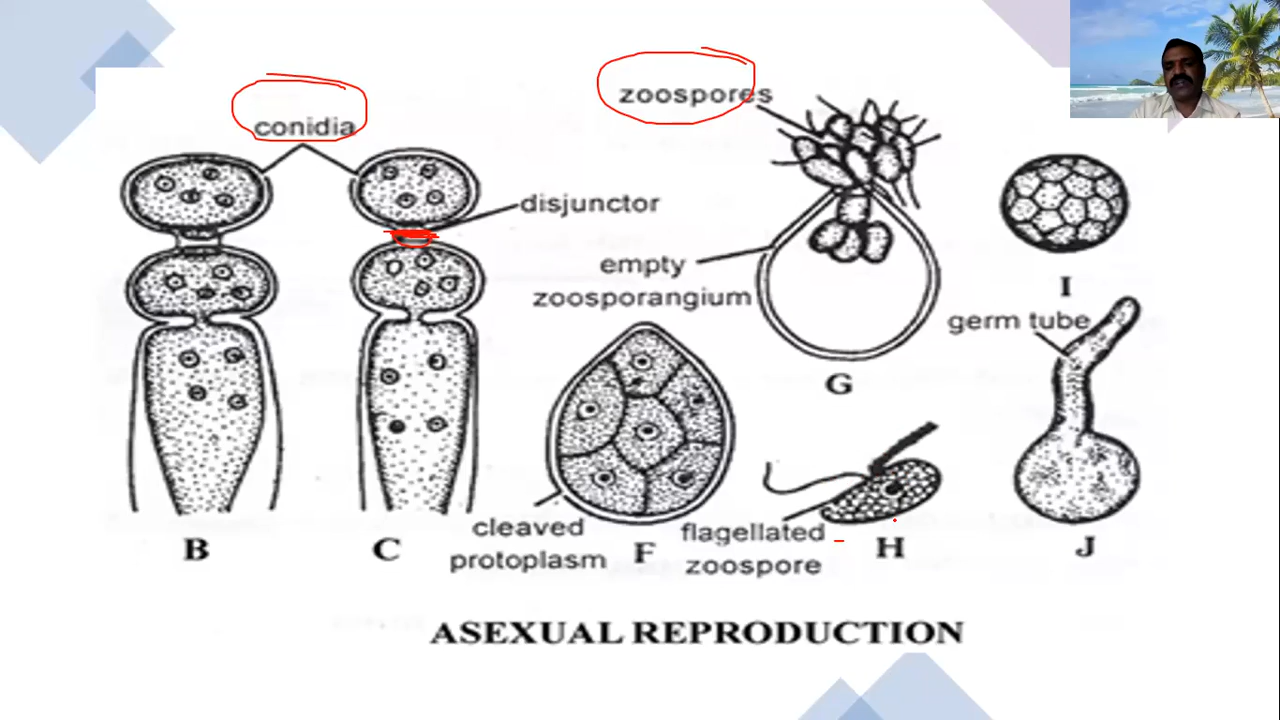 conidia
zoospores
disjunctor
empty
zoosporangium
I
germ tube
G
cleaved
protoplasm
flagellated
zoospore
B
C
F
H
J
ASEXUAL REPRODUCTION